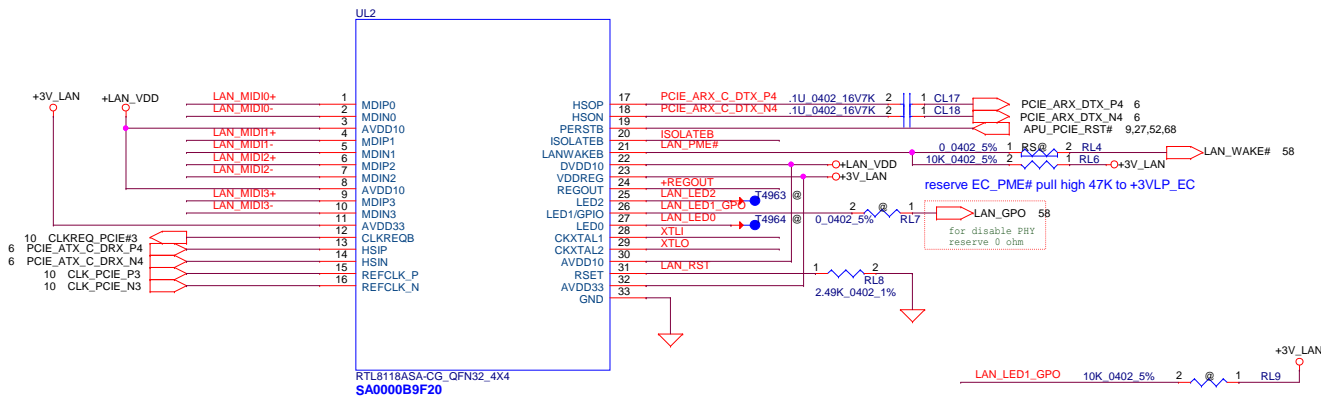 UL2
+3V_LAN
+LAN_VDD
LAN_MIDI0+ 1 MDIP0
LAN_MIDI0- 2 MDIN0
3 AVDD10
LAN_MIDI1+ 4 MDIP1
LAN_MIDI1- 5 MDIN1
LAN_MIDI2+ 6 MDIP2
LAN_MIDI2- 7 MDIN2
8 AVDD10
LAN_MIDI3+ 9 MDIP3
LAN_MIDI3- 10 MDIN3
11 AVDD33
10 CLKREQ_PCIE#3 12 CLKREQB
6 PCIE_ATX_C_DRX_P4 13 HSIP
6 PCIE_ATX_C_DRX_N4 14 HSIN
10 CLK_PCIE_P3 15 REFCLK_P
10 CLK_PCIE_N3 16 REFCLK_N
HSOP 17 PCIE_ARX_C_DTX_P4 .1U_0402_16V7K 2 1 CL17 PCIE_ARX_DTX_P4 6
HSON 18 PCIE_ARX_C_DTX_N4 .1U_0402_16V7K 2 1 CL18 PCIE_ARX_DTX_N4 6
PERSTB 19 APU_PCIE_RST# 9,27,52,68
ISOLATEB 20 ISOLATEB
LANWAKEB 21 LAN_PME# 0_0402_5% 1 RS@ 2 RL4 LAN_WAKE# 58
10K_0402_5% 1 2 RL6 +3V_LAN
DVDD10 22 +LAN_VDD
VDDREG 23 +3V_LAN
reserve EC_PME# pull high 47K to +3VLP_EC
REGOUT 24 +REGOUT
LED2 25 LAN_LED2 T4963 @
LED1/GPIO 26 LAN_LED1_GPO 2 @ 1 LAN_GPO 58
0_0402_5% RL7
LED0 27 LAN_LED0 T4964 @
for disable PHY
reserve 0 ohm
CKXTAL1 28 XTLI
CKXTAL2 29 XTLO
AVDD10 30
RSET 31 LAN_RST 1 2
RL8
2.49K_0402_1%
AVDD33 32
GND 33
RTL8118ASA-CG_QFN32_4X4
SA0000B9F20
+3V_LAN
LAN_LED1_GPO 10K_0402_5% 2 @ 1 RL9